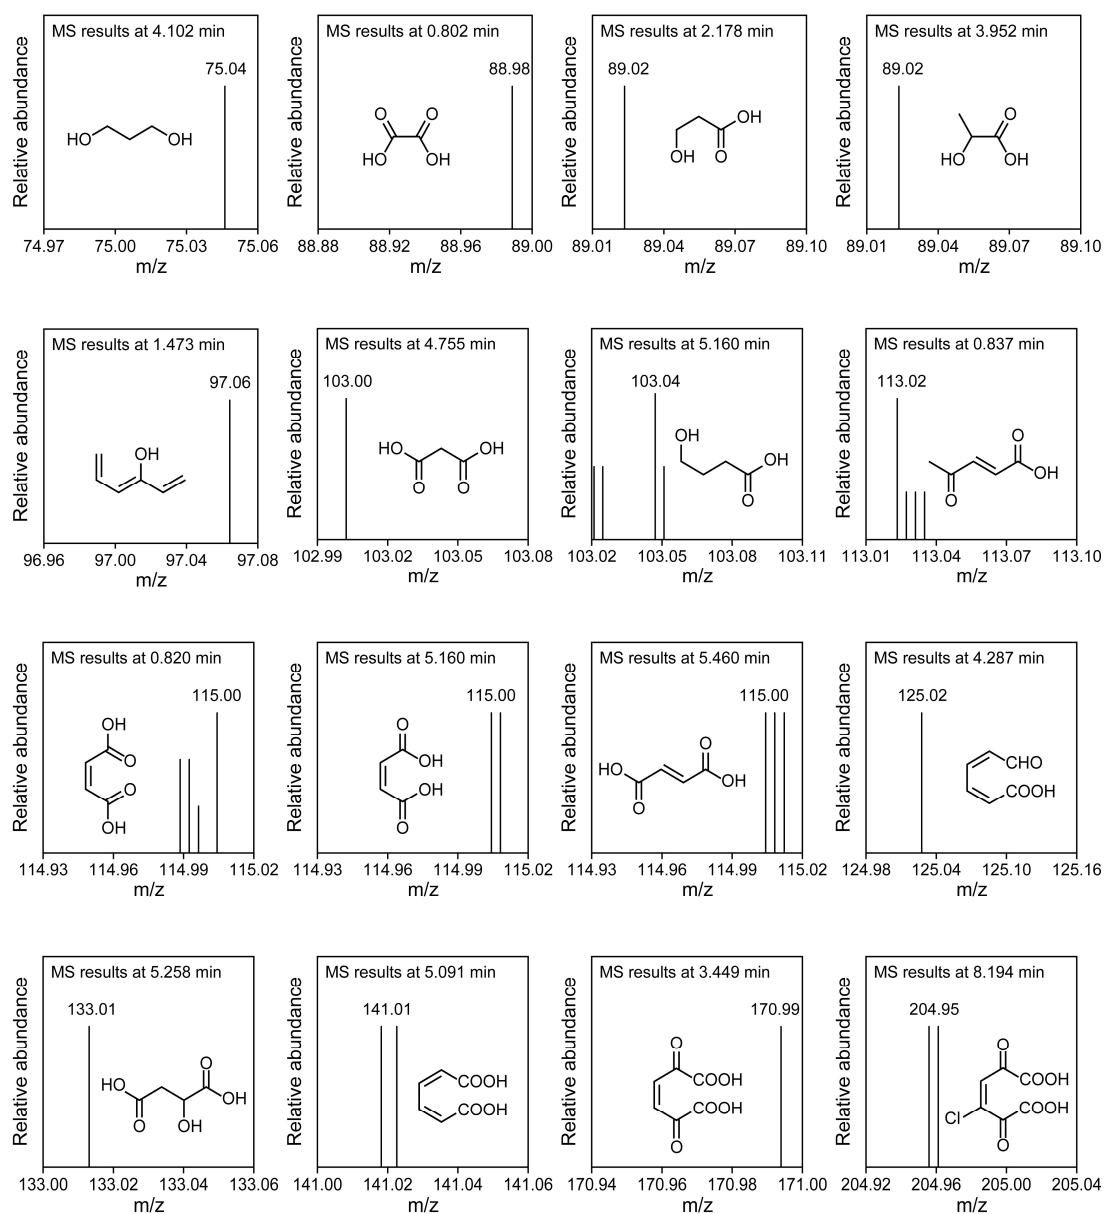 MS results at 4.102 min
75.04
HO
OH
Relative abundance
74.97 75.00 75.03 75.06
m/z
MS results at 0.802 min
88.98
O O
HO OH
Relative abundance
88.88 88.92 88.96 89.00
m/z
MS results at 2.178 min
89.02
OH
OH O
Relative abundance
89.01 89.04 89.07 89.10
m/z
MS results at 3.952 min
89.02
O
HO OH
Relative abundance
89.01 89.04 89.07 89.10
m/z
MS results at 1.473 min
97.06
OH
Relative abundance
96.96 97.00 97.04 97.08
m/z
MS results at 4.755 min
103.00
HO OH
O O
Relative abundance
102.99 103.02 103.05 103.08
m/z
MS results at 5.160 min
103.04
OH
OH
O
Relative abundance
103.02 103.05 103.08 103.11
m/z
MS results at 0.837 min
113.02
O
OH
O
Relative abundance
113.01 113.04 113.07 113.10
m/z
MS results at 0.820 min
115.00
OH
O
O
OH
Relative abundance
114.93 114.96 114.99 115.02
m/z
MS results at 5.160 min
115.00
O
OH
OH
O
Relative abundance
114.93 114.96 114.99 115.02
m/z
MS results at 5.460 min
115.00
O
HO
OH
O
Relative abundance
114.93 114.96 114.99 115.02
m/z
MS results at 4.287 min
125.02
CHO
COOH
Relative abundance
124.98 125.04 125.10 125.16
m/z
MS results at 5.258 min
133.01
O
HO
OH
O OH
Relative abundance
133.00 133.02 133.04 133.06
m/z
MS results at 5.091 min
141.01
COOH
COOH
Relative abundance
141.00 141.02 141.04 141.06
m/z
MS results at 3.449 min
170.99
O
COOH
COOH
O
Relative abundance
170.94 170.96 170.98 171.00
m/z
MS results at 8.194 min
204.95
O
COOH
COOH
Cl
O
Relative abundance
204.92 204.96 205.00 205.04
m/z